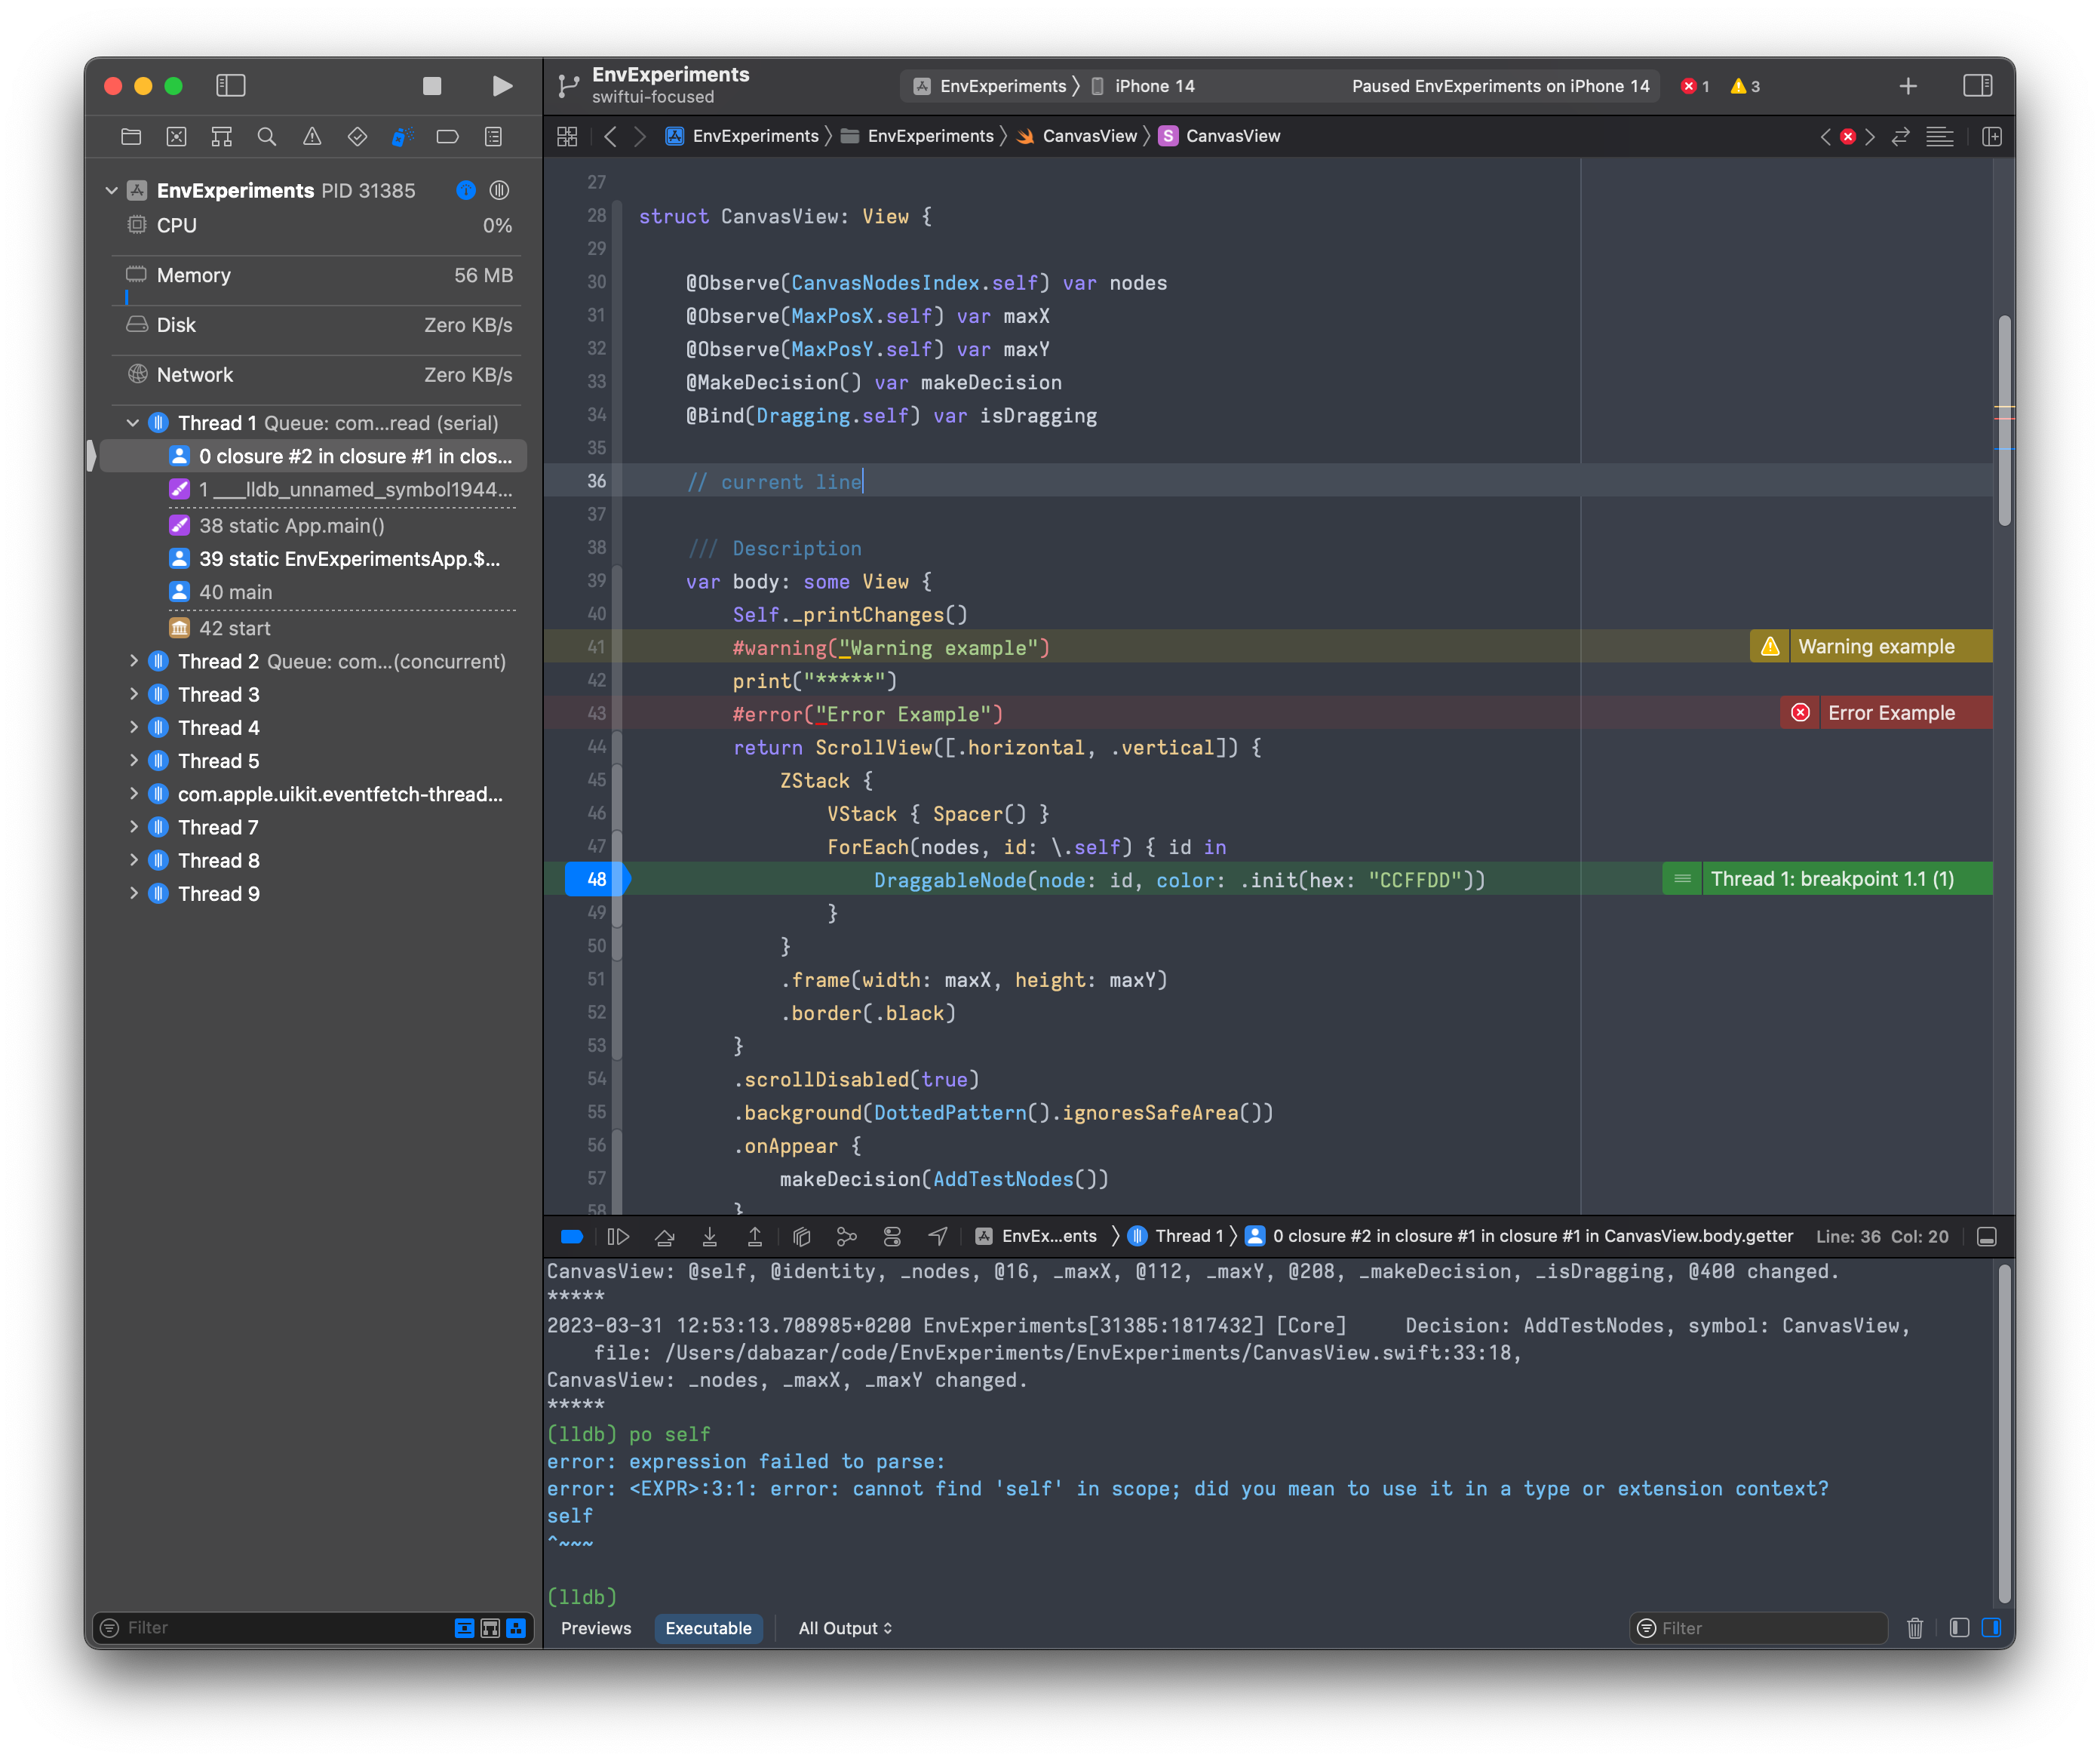 EnvExperiments
swiftui-focused
EnvExperiments
iPhone 14
Paused EnvExperiments on iPhone 14
1
3
EnvExperiments
EnvExperiments
CanvasView
S CanvasView
EnvExperiments PID 31385
CPU 0%
Memory 56 MB
Disk Zero KB/s
Network Zero KB/s
Thread 1 Queue: com...read (serial)
0 closure #2 in closure #1 in clos...
1 ___lldb_unnamed_symbol1944...
38 static App.main()
39 static EnvExperimentsApp.$...
40 main
42 start
Thread 2 Queue: com...(concurrent)
Thread 3
Thread 4
Thread 5
com.apple.uikit.eventfetch-thread...
Thread 7
Thread 8
Thread 9
Filter
27
28 struct CanvasView: View {
29
30     @Observe(CanvasNodesIndex.self) var nodes
31     @Observe(MaxPosX.self) var maxX
32     @Observe(MaxPosY.self) var maxY
33     @MakeDecision() var makeDecision
34     @Bind(Dragging.self) var isDragging
35
36     // current line
37
38     /// Description
39     var body: some View {
40         Self._printChanges()
41         #warning("Warning example")
Warning example
42         print("*****")
43         #error("Error Example")
Error Example
44         return ScrollView([.horizontal, .vertical]) {
45             ZStack {
46                 VStack { Spacer() }
47                 ForEach(nodes, id: \.self) { id in
48                     DraggableNode(node: id, color: .init(hex: "CCFFDD"))
Thread 1: breakpoint 1.1 (1)
49                 }
50             }
51             .frame(width: maxX, height: maxY)
52             .border(.black)
53         }
54         .scrollDisabled(true)
55         .background(DottedPattern().ignoresSafeArea())
56         .onAppear {
57             makeDecision(AddTestNodes())
58         }
EnvEx...ents
Thread 1
0 closure #2 in closure #1 in closure #1 in CanvasView.body.getter
Line: 36 Col: 20
CanvasView: @self, @identity, _nodes, @16, _maxX, @112, _maxY, @208, _makeDecision, _isDragging, @400 changed.
*****
2023-03-31 12:53:13.708985+0200 EnvExperiments[31385:1817432] [Core]     Decision: AddTestNodes, symbol: CanvasView,
    file: /Users/dabazar/code/EnvExperiments/EnvExperiments/CanvasView.swift:33:18,
CanvasView: _nodes, _maxX, _maxY changed.
*****
(lldb) po self
error: expression failed to parse:
error: <EXPR>:3:1: error: cannot find 'self' in scope; did you mean to use it in a type or extension context?
self
^~~~
(lldb)
Previews
Executable
All Output
Filter